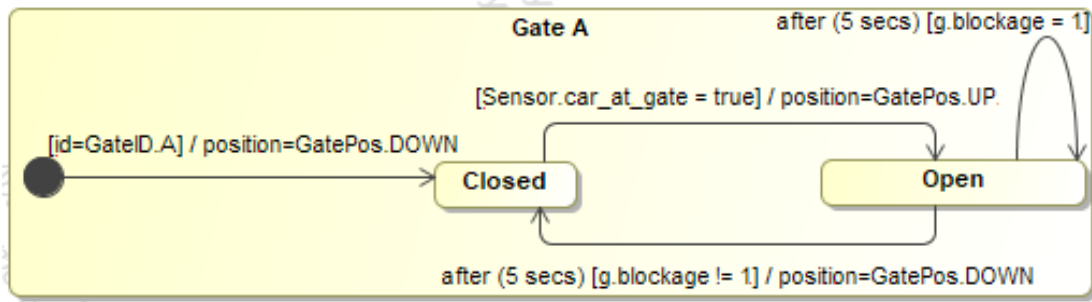 Gate A
after (5 secs) [g.blockage = 1]
[Sensor.car_at_gate = true] / position=GatePos.UP
[id=GateID.A] / position=GatePos.DOWN
Closed
Open
after (5 secs) [g.blockage != 1] / position=GatePos.DOWN